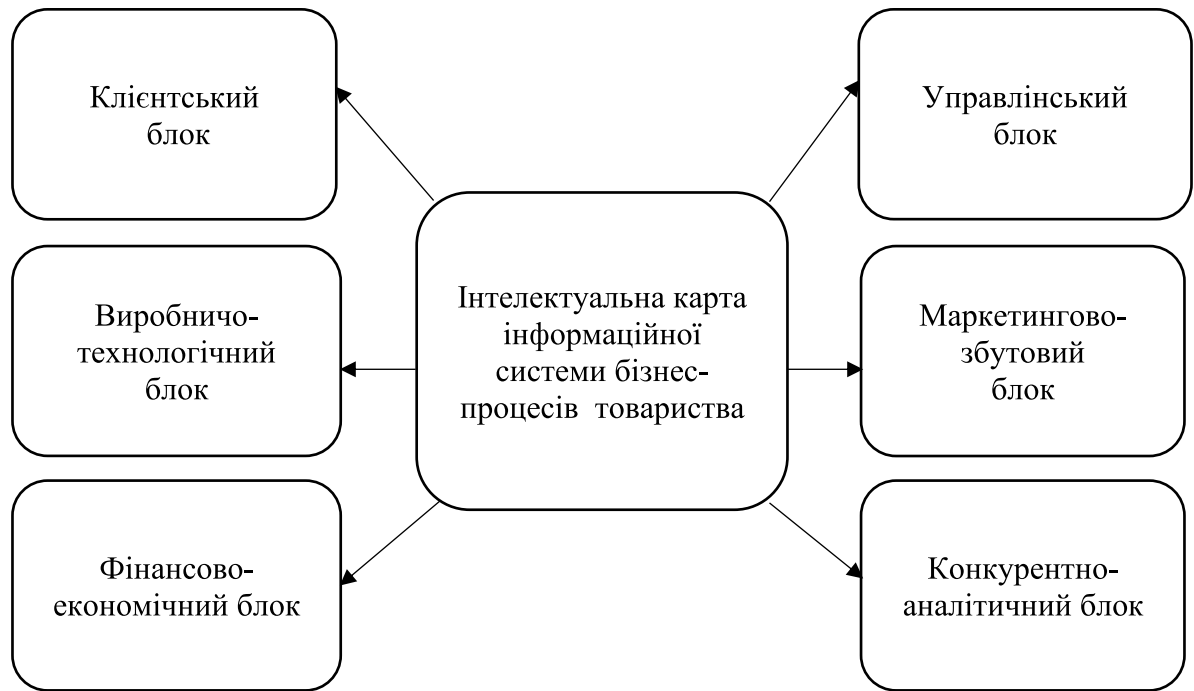 Клієнтський
блок
Управлінський
блок
Інтелектуальна карта
інформаційної
системи бізнес-
процесів товариства
Виробничо-
технологічний
блок
Маркетингово-
збутовий
блок
Фінансово-
економічний блок
Конкурентно-
аналітичний блок